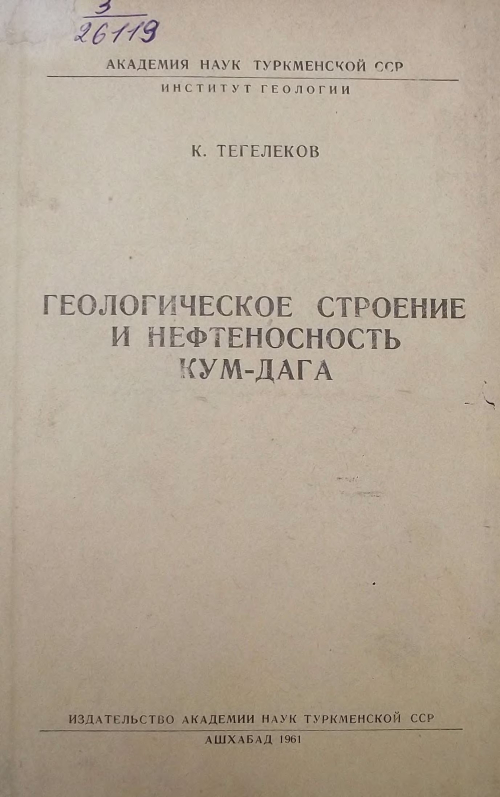 3
26119
АКАДЕМИЯ НАУК ТУРКМЕНСКОЙ ССР
ИНСТИТУТ ГЕОЛОГИИ
К. ТЕГЕЛЕКОВ
ГЕОЛОГИЧЕСКОЕ СТРОЕНИЕ
И НЕФТЕНОСНОСТЬ
КУМ-ДАГА
ИЗДАТЕЛЬСТВО АКАДЕМИИ НАУК ТУРКМЕНСКОЙ ССР
АШХАБАД 1961